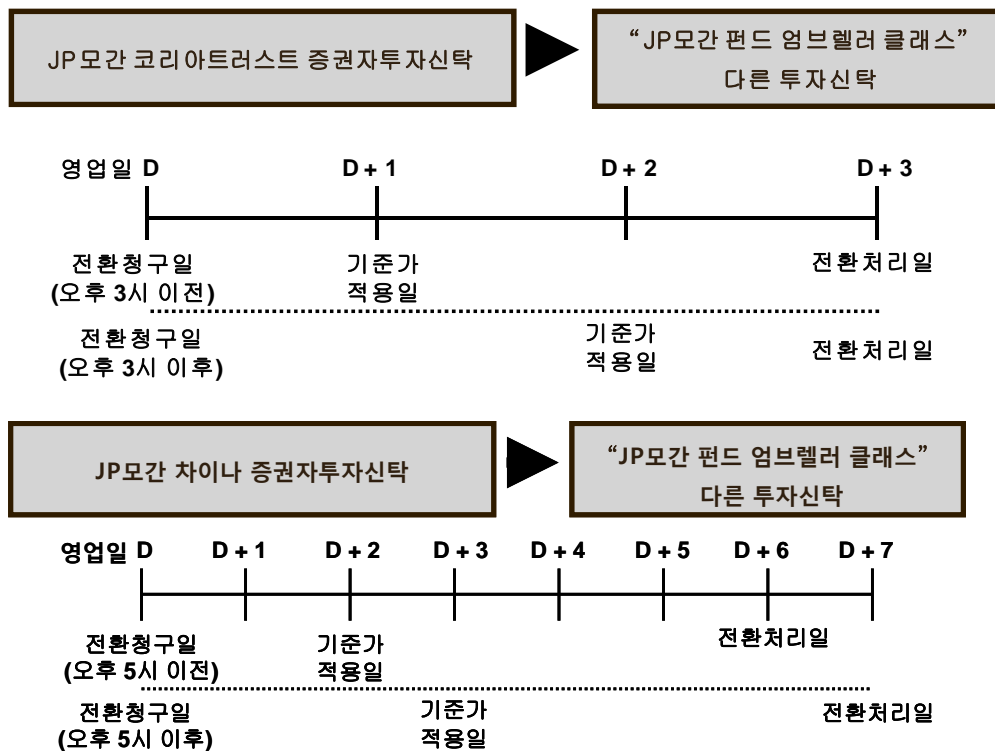 JP모간 코리아트러스트 증권자투자신탁
“JP모간 펀드 엄브렐러 클래스”
다른 투자신탁
영업일 D D + 1 D + 2 D + 3
전환청구일
(오후 3시 이전)
기준가
적용일
전환처리일
전환청구일
(오후 3시 이후)
기준가
적용일
전환처리일
JP모간 차이나 증권자투자신탁
“JP모간 펀드 엄브렐러 클래스”
다른 투자신탁
영업일 D D + 1 D + 2 D + 3 D + 4 D + 5 D + 6 D + 7
전환청구일
(오후 5시 이전)
기준가
적용일
전환처리일
전환청구일
(오후 5시 이후)
기준가
적용일
전환처리일